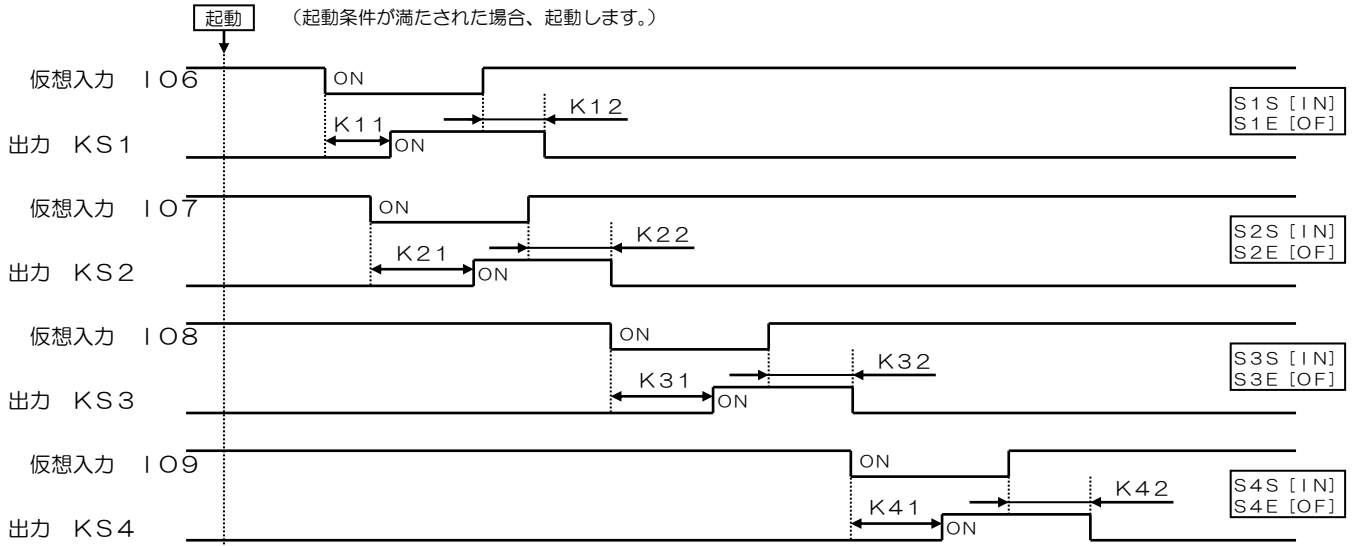 起動 （起動条件が満たされた場合、起動します。）
仮想入力 I06 ON
K12
S1S [IN]
S1E [OF]
K11
出力 KS1 ON
仮想入力 I07 ON
K22
S2S [IN]
S2E [OF]
K21
出力 KS2 ON
仮想入力 I08 ON
K32
S3S [IN]
S3E [OF]
K31
出力 KS3 ON
仮想入力 I09 ON
K42
S4S [IN]
S4E [OF]
K41
出力 KS4 ON